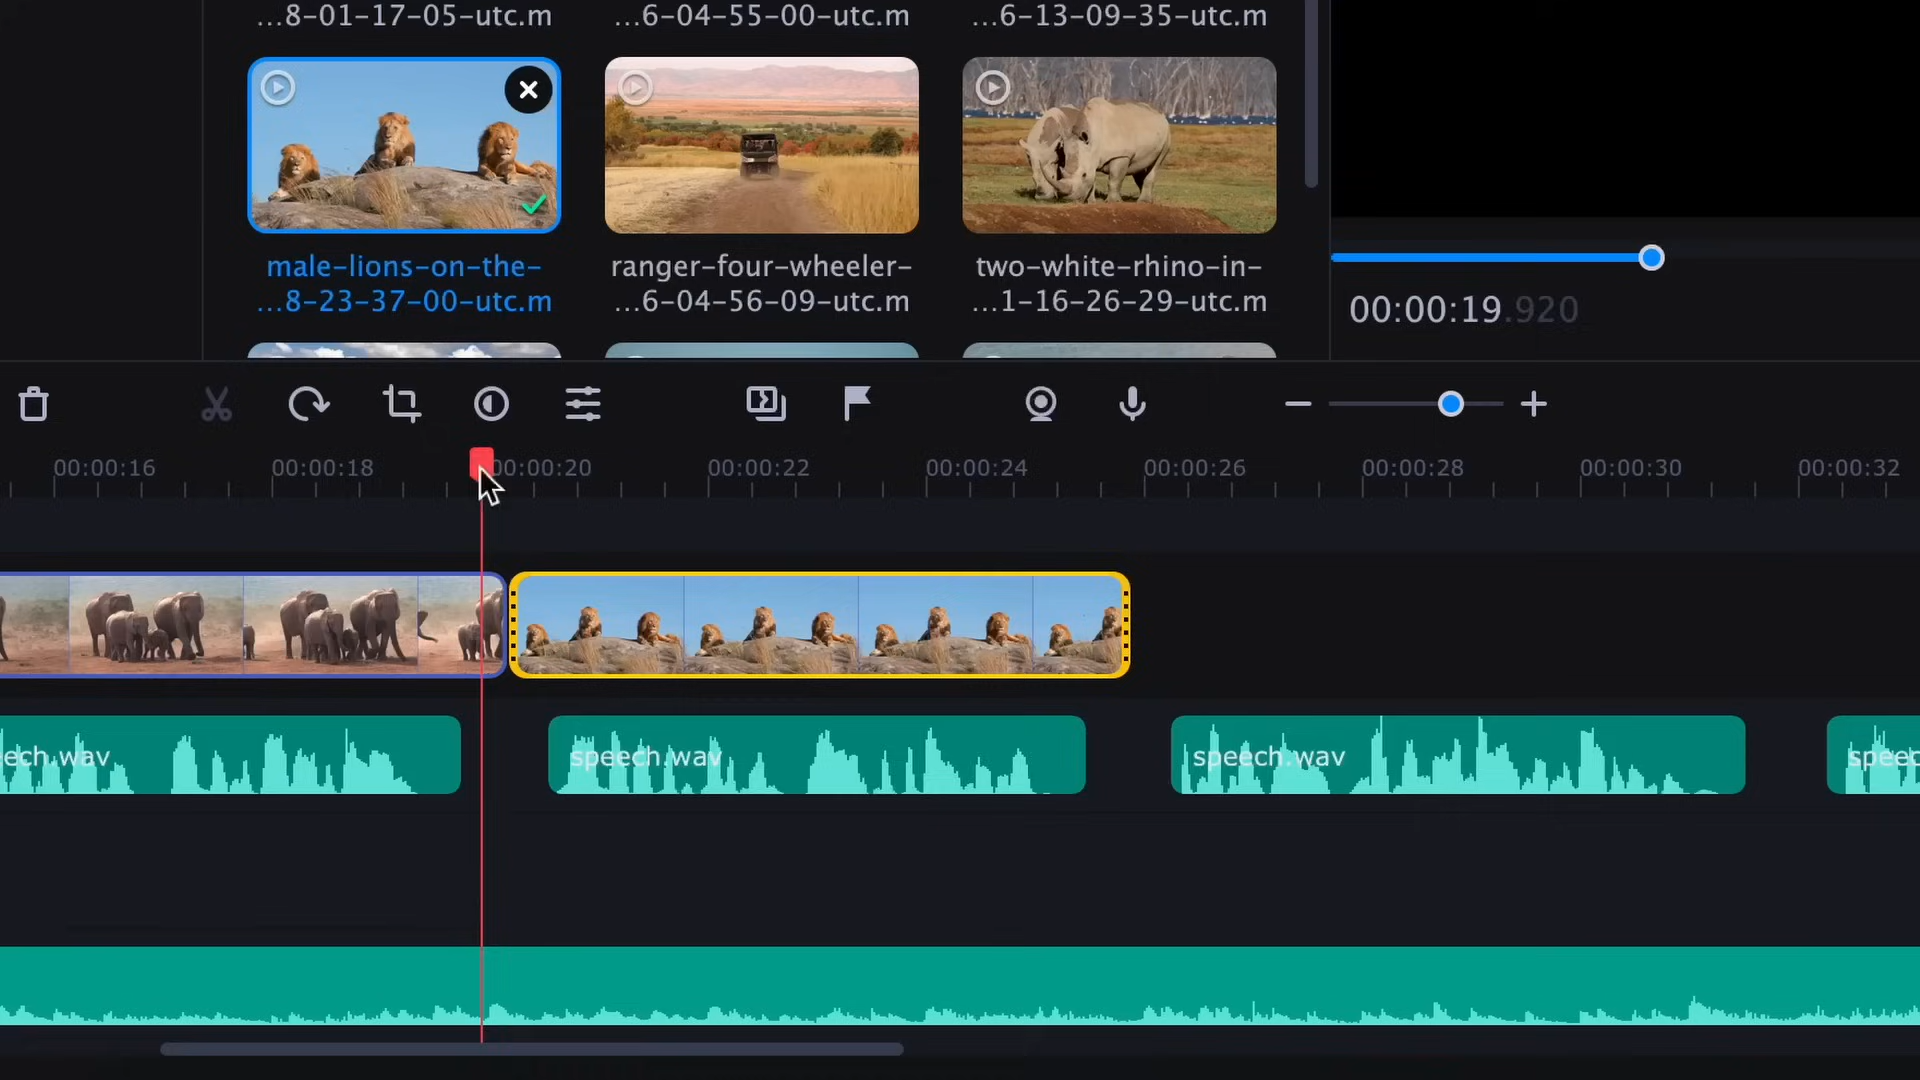 ...8-01-17-05-utc.m
...6-04-55-00-utc.m
...6-13-09-35-utc.m
male-lions-on-the-
...8-23-37-00-utc.m
ranger-four-wheeler-
...6-04-56-09-utc.m
two-white-rhino-in-
...1-16-26-29-utc.m
00:00:19.920
00:00:16
00:00:18
00:00:20
00:00:22
00:00:24
00:00:26
00:00:28
00:00:30
00:00:32
ech.wav
speech.wav
speech.wav
speec